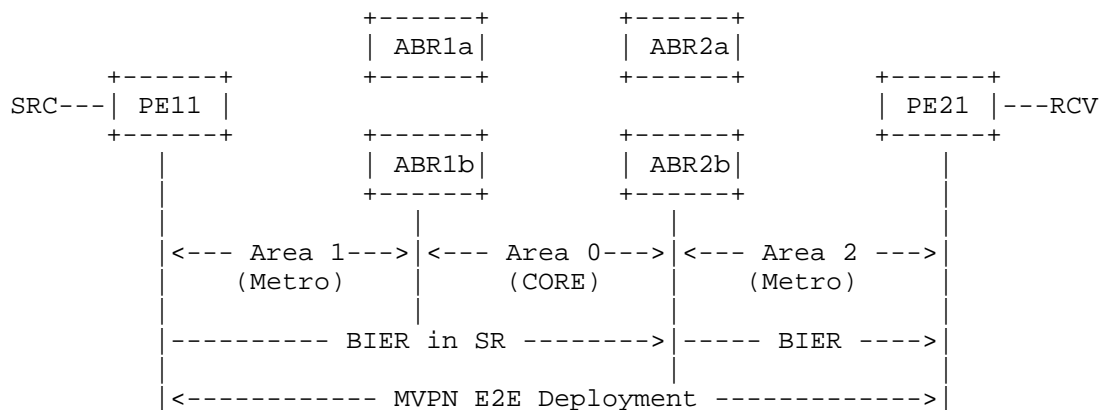 ABR1a ABR2a
SRC--- PE11 PE21 ---RCV
ABR1b ABR2b
<--- Area 1---> <--- Area 0---> <--- Area 2 --->
(Metro) (CORE) (Metro)
---------- BIER in SR --------> ----- BIER ---->
<------------ MVPN E2E Deployment ------------->